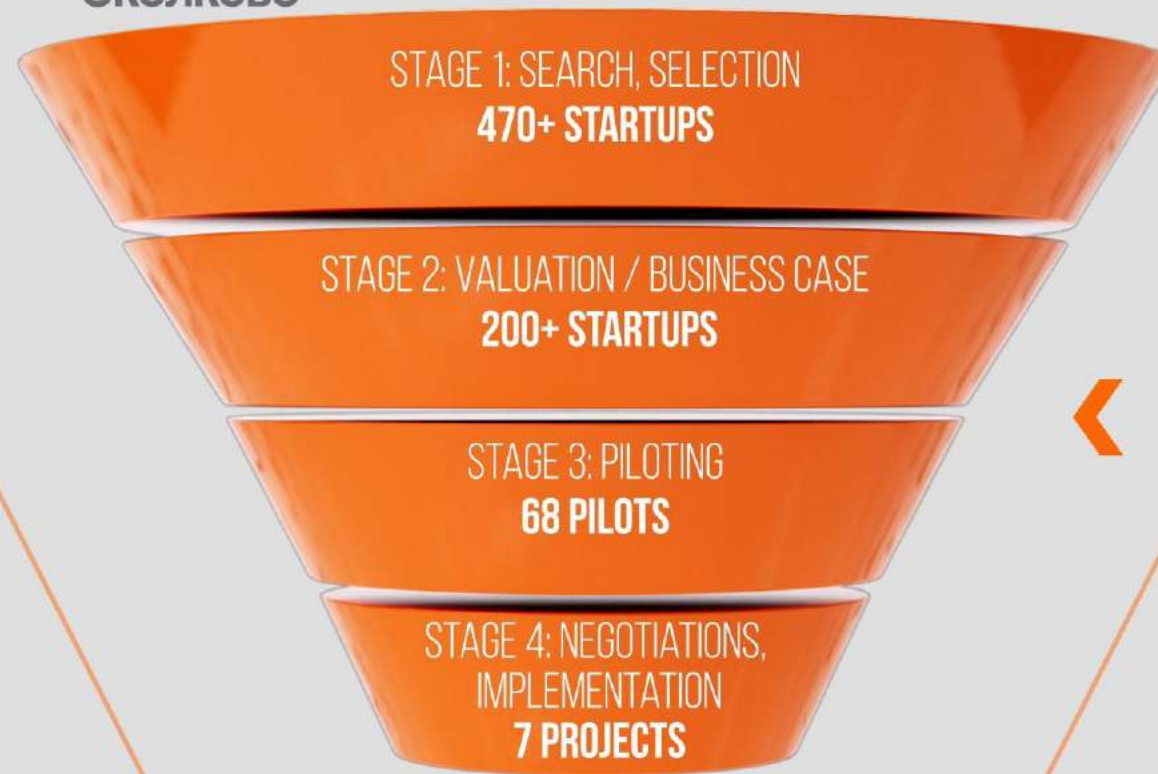 STAGE 1: SEARCH, SELECTION
470+ STARTUPS
STAGE 2: VALUATION / BUSINESS CASE
200+ STARTUPS
STAGE 3: PILOTING
68 PILOTS
STAGE 4: NEGOTIATIONS,
IMPLEMENTATION
7 PROJECTS